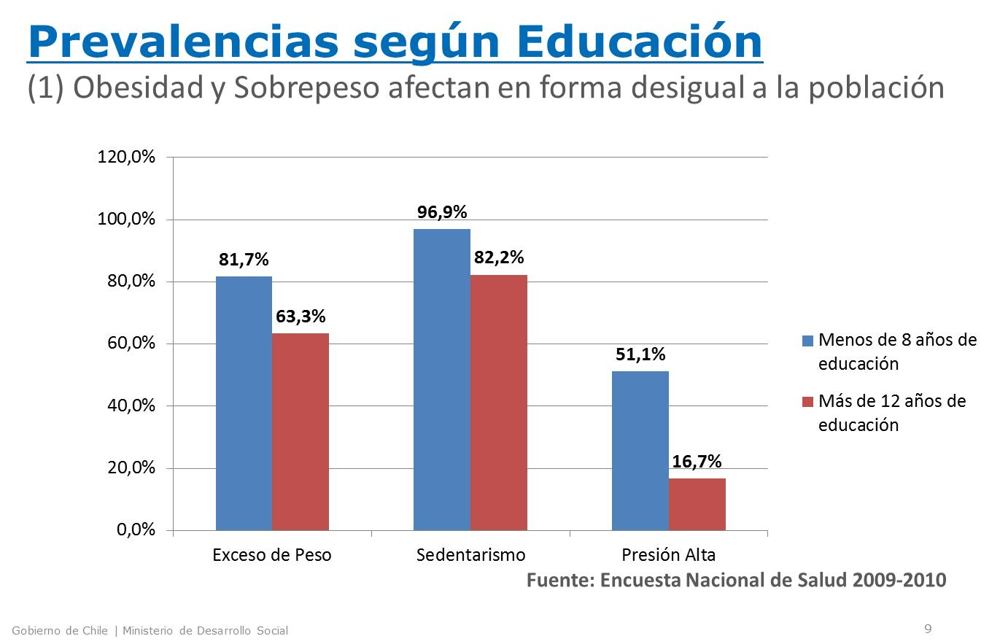 Prevalencias según Educación
(1) Obesidad y Sobrepeso afectan en forma desigual a la población
120,0%
100,0%
80,0%
60,0%
40,0%
20,0%
0,0%
81,7%
63,3%
96,9%
82,2%
51,1%
16,7%
Exceso de Peso
Sedentarismo
Presión Alta
Menos de 8 años de
educación
Más de 12 años de
educación
Fuente: Encuesta Nacional de Salud 2009-2010
Gobierno de Chile | Ministerio de Desarrollo Social
9